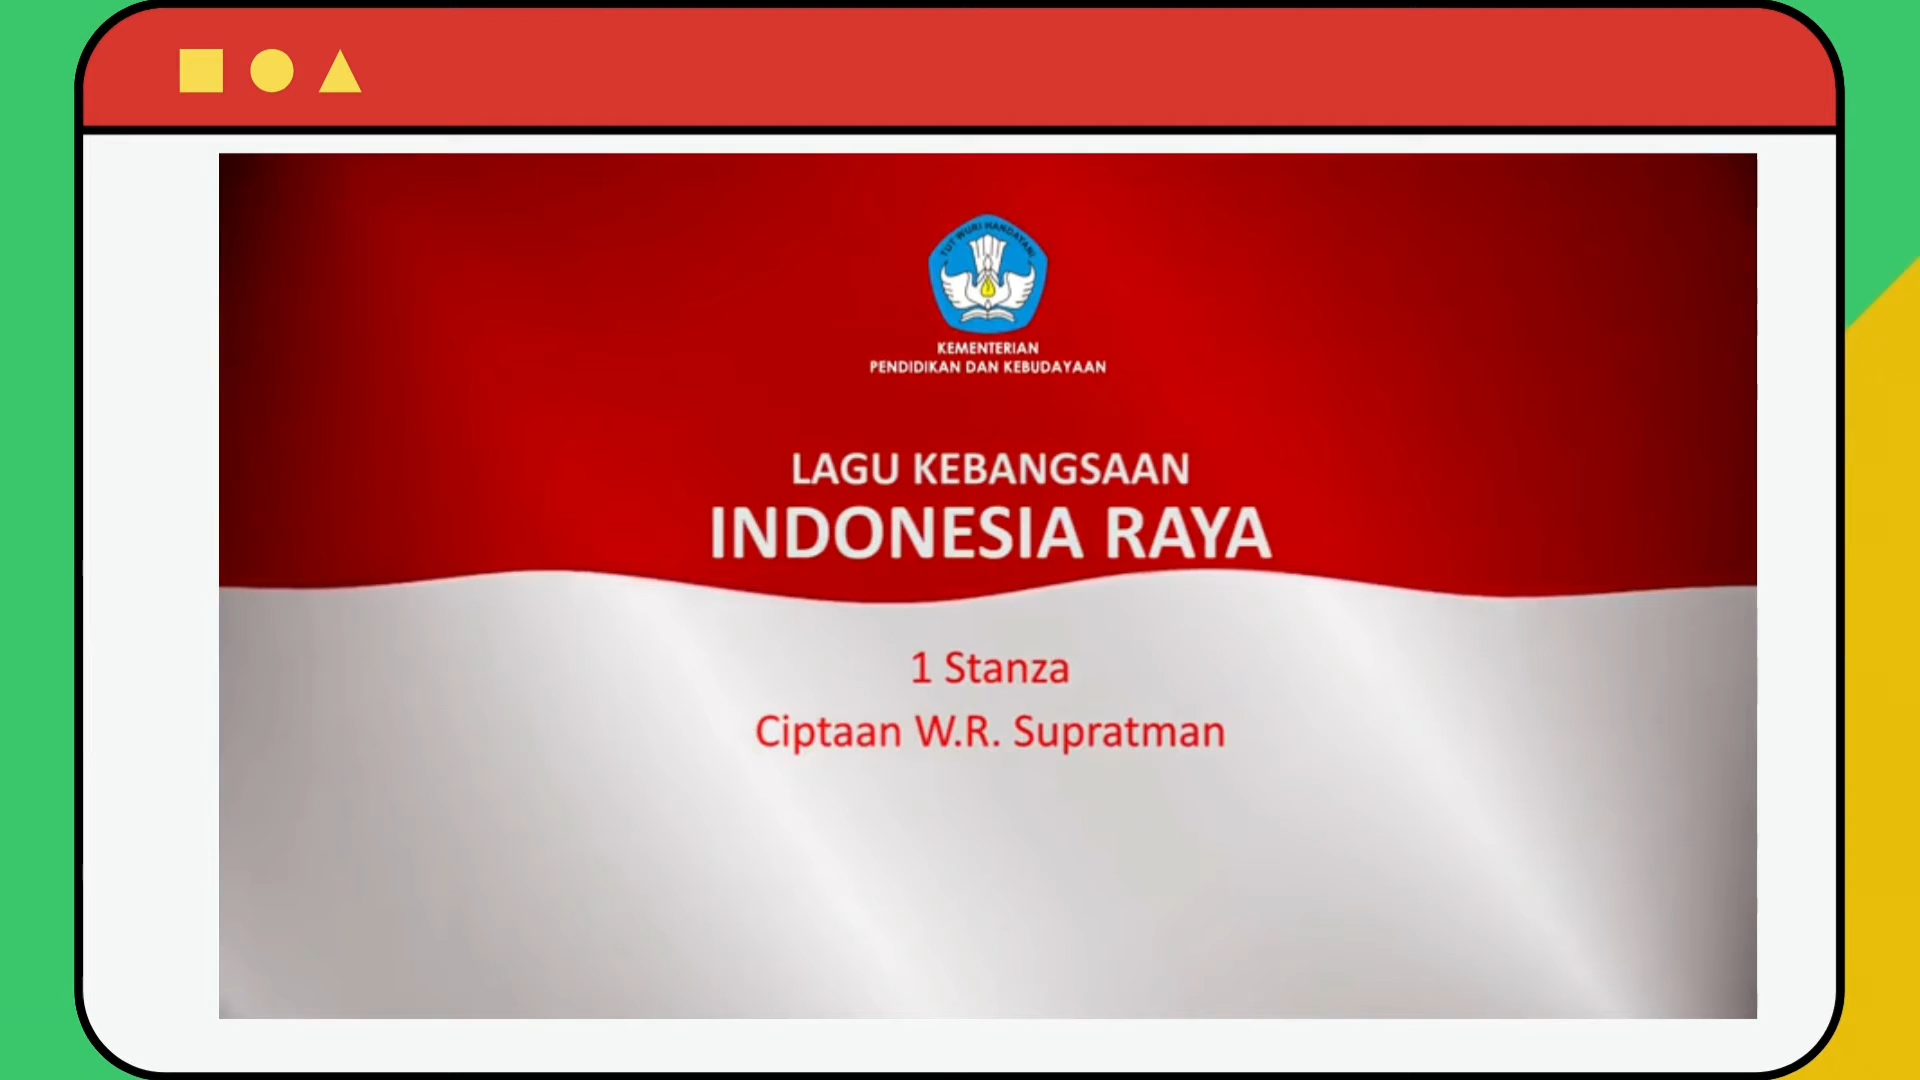 TUT WURI HANDAYANI
KEMENTERIAN
PENDIDIKAN DAN KEBUDAYAAN
LAGU KEBANGSAAN
INDONESIA RAYA
1 Stanza
Ciptaan W.R. Supratman